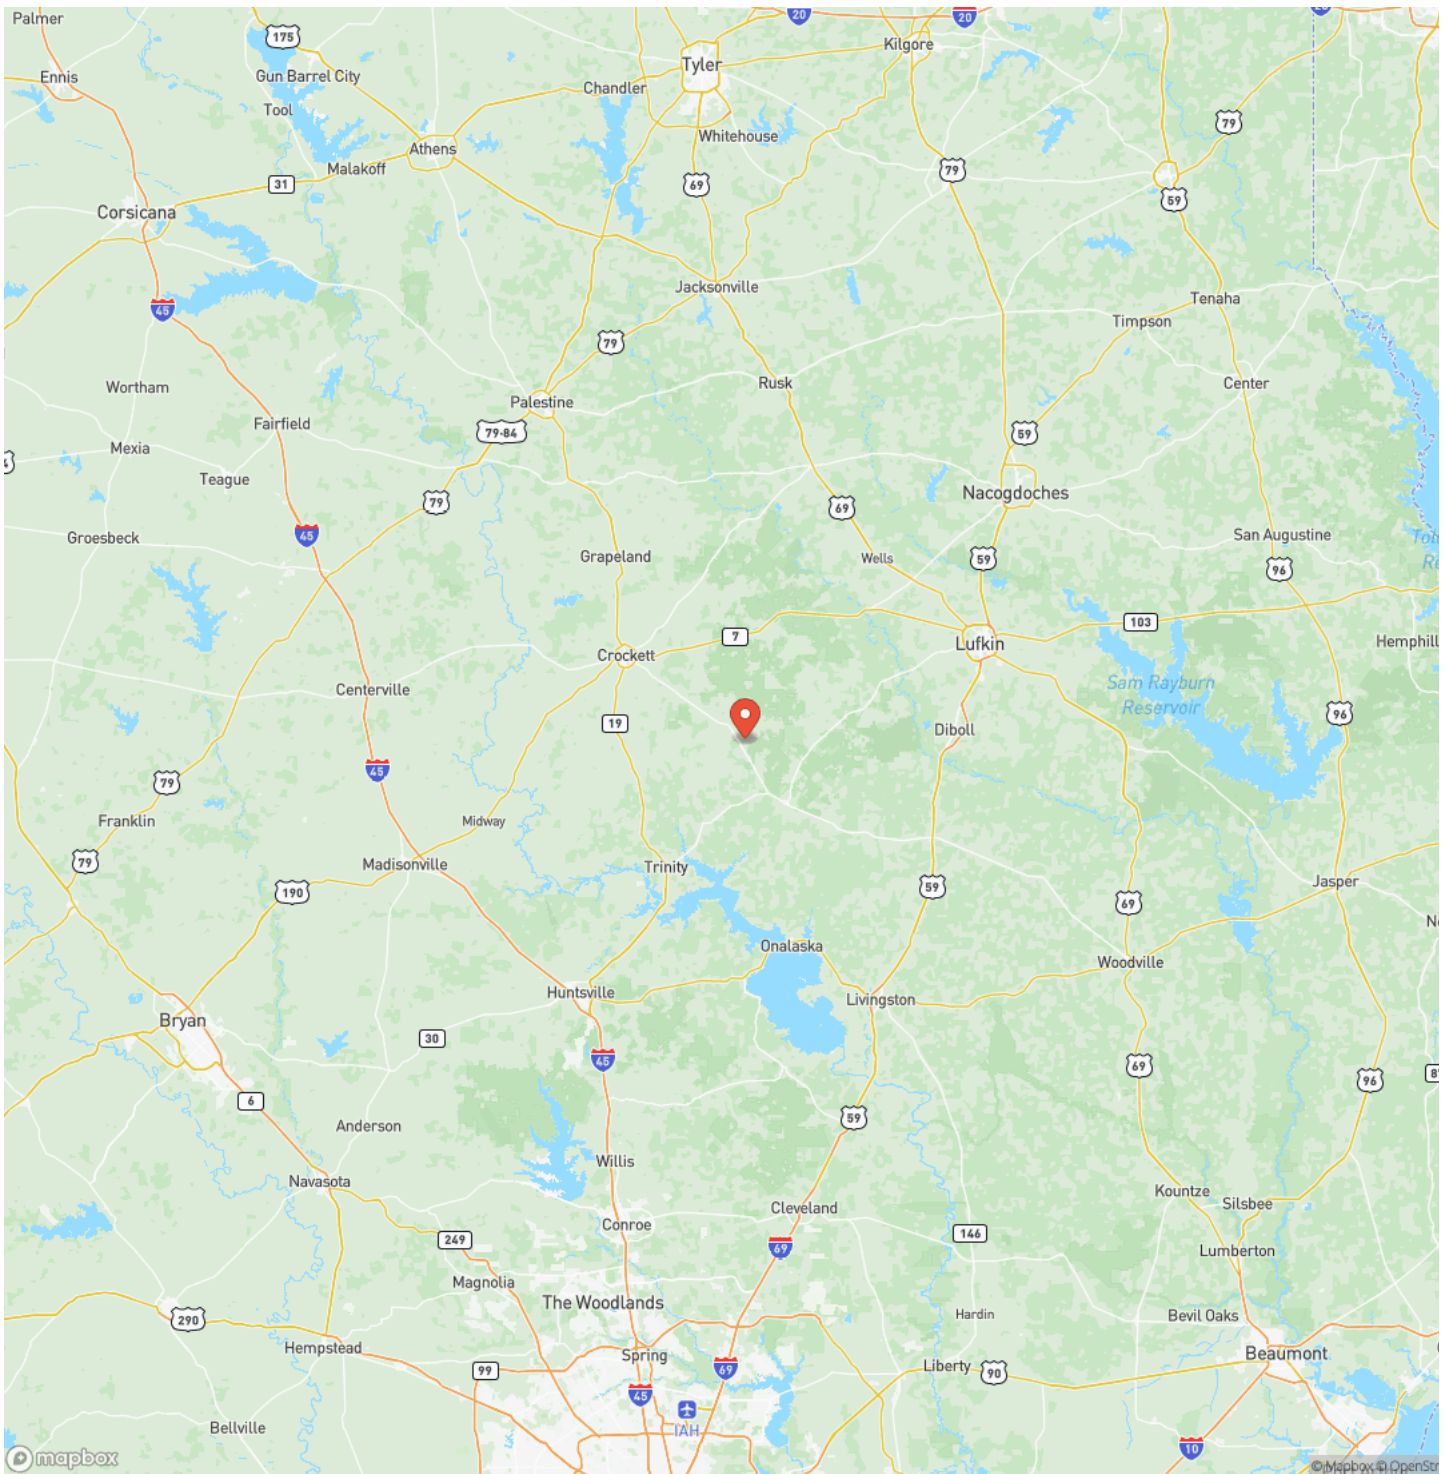 Palmer
20
20
175
Kilgore
Tyler
Ennis
Gun Barrel City
Chandler
Tool
79
Whitehouse
Athens
Malakoff
79
31
69
59
Corsicana
Jacksonville
Tenaha
45
Timpson
79
Rusk
Center
Wortham
Palestine
Fairfield
79-84
59
Mexia
Teague
Nacogdoches
79
69
45
San Augustine
Groesbeck
Grapeland
Wells
59
96
103
7
Lufkin
Hemphill
Crockett
Sam Rayburn
Reservoir
Centerville
96
19
Diboll
45
79
Franklin
Midway
79
Madisonville
Trinity
Jasper
59
190
69
Onalaska
Woodville
Huntsville
Livingston
Bryan
30
45
69
96
6
59
Anderson
Willis
Navasota
Kountze
Silsbee
Cleveland
Conroe
146
249
69
Lumberton
Magnolia
The Woodlands
Hardin
Bevil Oaks
290
Hempstead
Spring
Beaumont
99
69
Liberty
90
45
IAH
Bellville
10
mapbox
© Mapbox © OpenStr